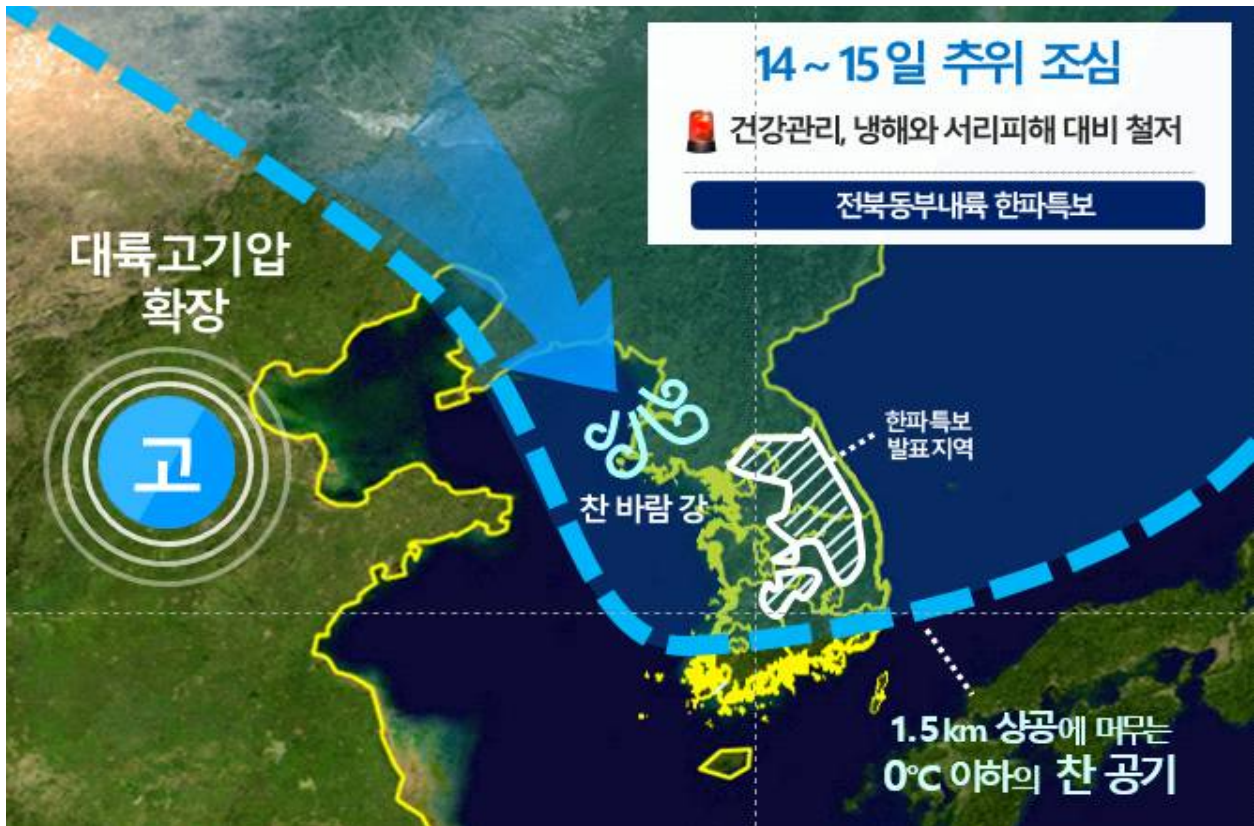 14 ~ 15일 추위 조심
건강관리, 냉해와 서리피해 대비 철저
전북동부내륙 한파특보
대륙고기압
확장
고
찬 바람 강
한파특보
발표지역
1.5km 상공에 머무는
0℃ 이하의 찬 공기